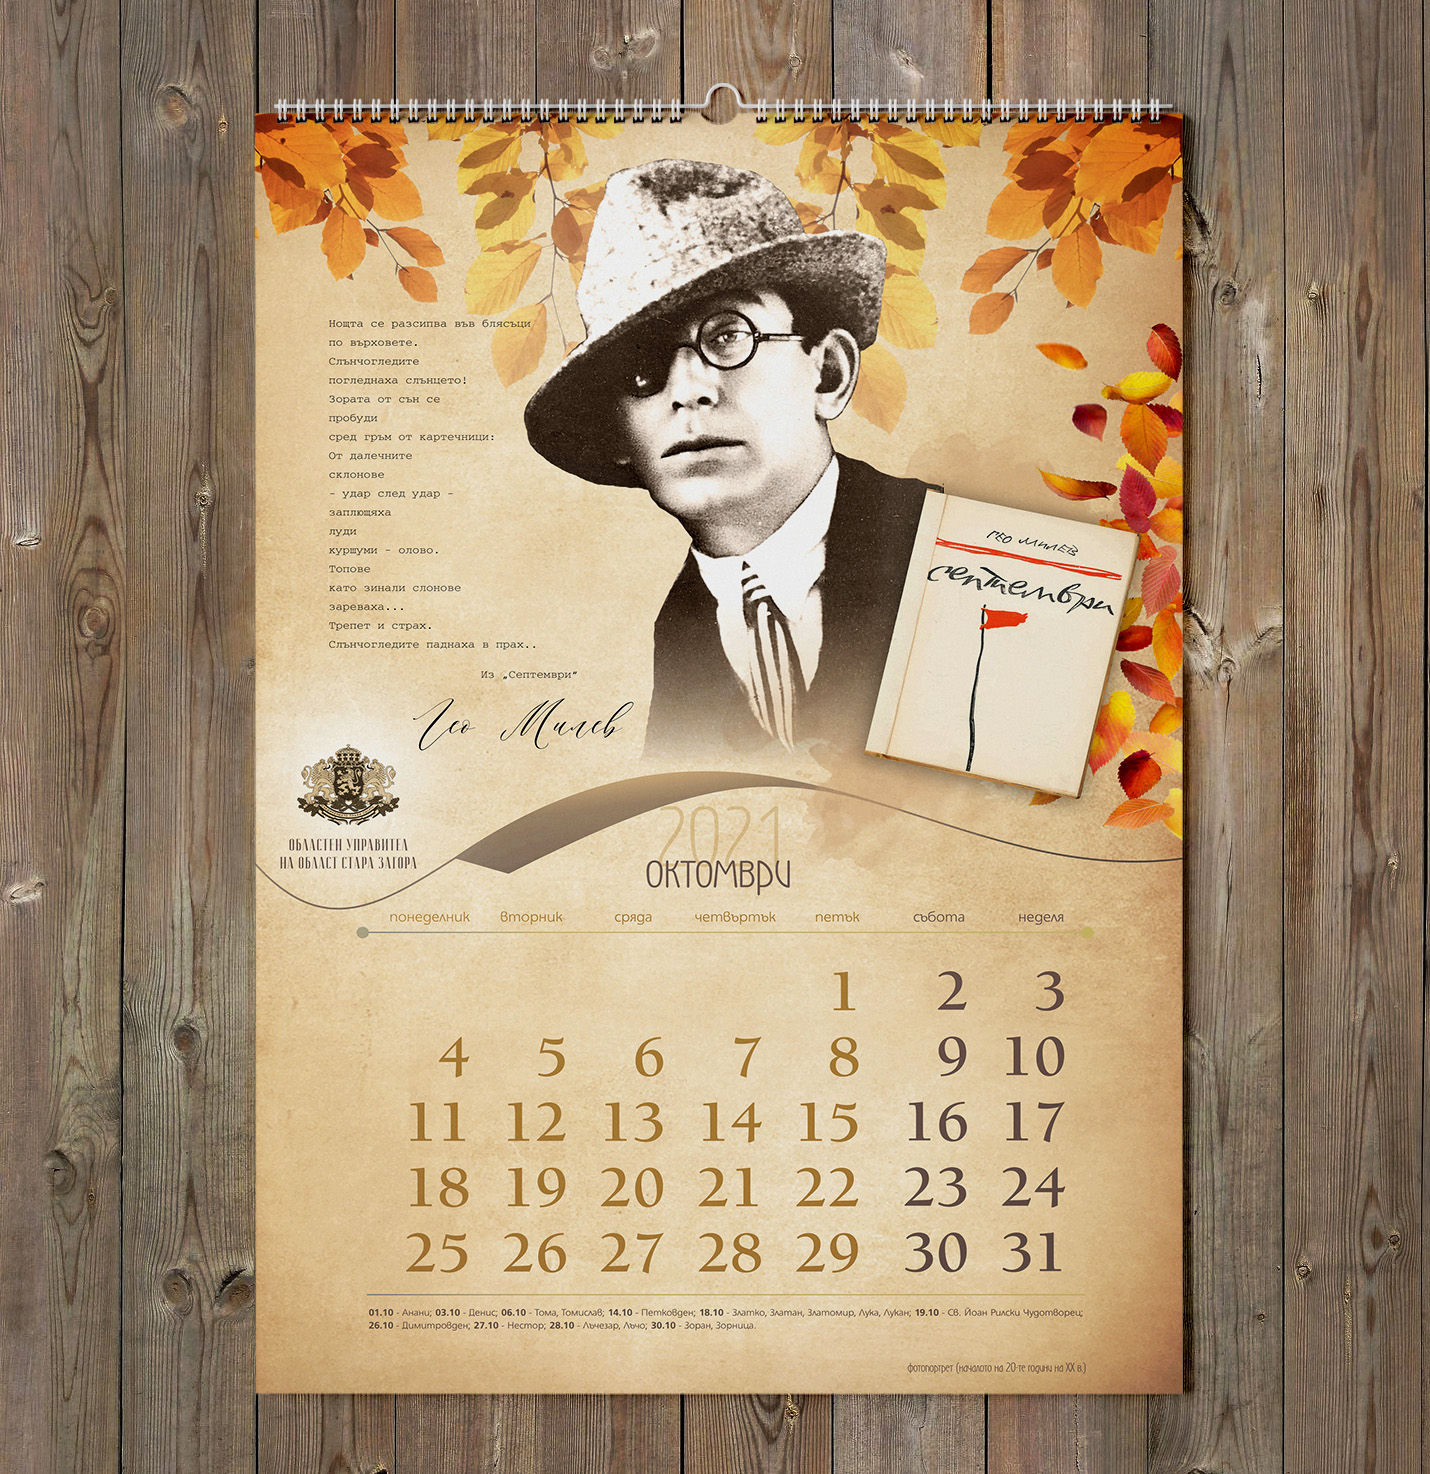 Нощта се разсипва във блясъци
по върховете.
Слънчогледите
погледнаха слънцето!
Зората от сън се
пробуди
сред гръм от картечници:
От далечните
склонове
- удар след удар -
заплющяха
луди
куршуми - олово.
Топове
като зинали слонове
зареваха...
Трепет и страх.
Слънчогледите паднаха в прах..
Из „Септември"
Гео Милев
ГЕО МИЛЕВ
септември
ОБЛАСТЕН УПРАВИТЕЛ
НА ОБЛАСТ СТАРА ЗАГОРА
2021
ОКТОМВРИ
понеделник вторник сряда четвъртък петък събота неделя
1 2 3
4 5 6 7 8 9 10
11 12 13 14 15 16 17
18 19 20 21 22 23 24
25 26 27 28 29 30 31
01.10 - Анани; 03.10 - Денис; 06.10 - Тома, Томислав; 14.10 - Петковден; 18.10 - Златко, Златан, Златомир, Лука, Лукан; 19.10 - Св. Йоан Рилски Чудотворец;
26.10 - Димитровден; 27.10 - Нестор; 28.10 - Лъчезар, Лъчо; 30.10 - Зоран, Зорница.
фотопортрет (началото на 20-те години на XX в.)